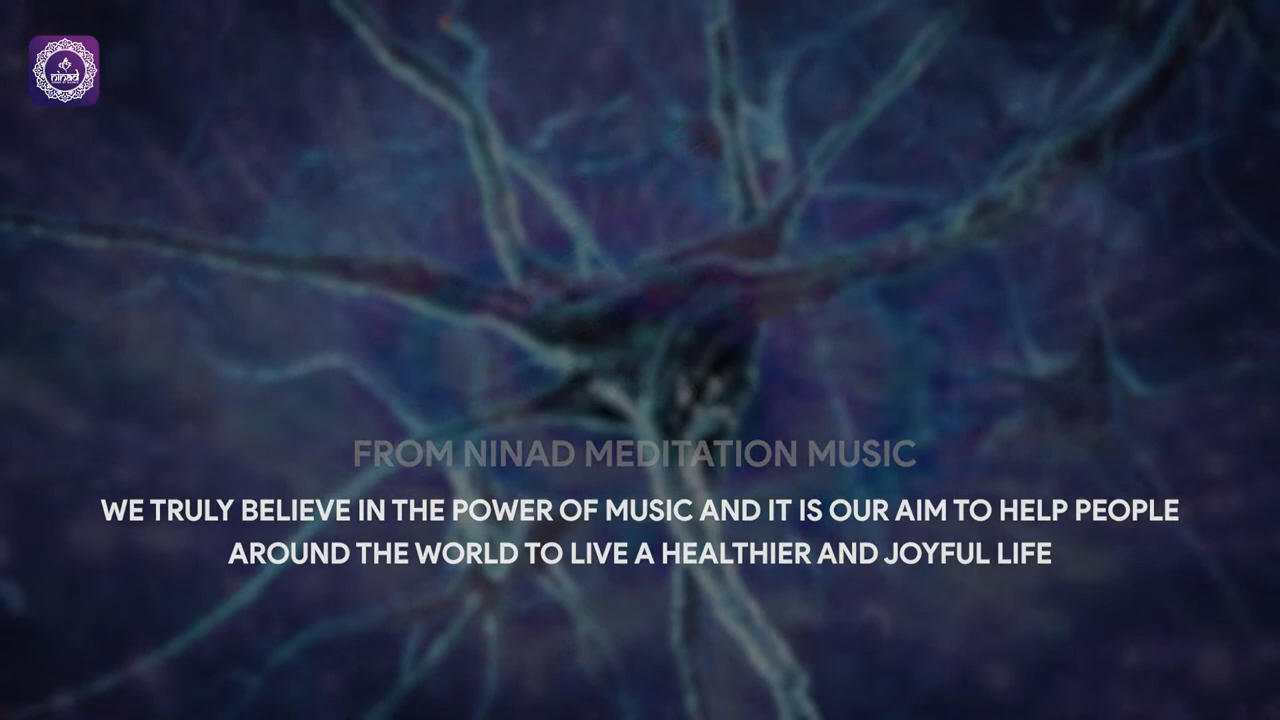 ninad
FROM NINAD MEDITATION MUSIC
WE TRULY BELIEVE IN THE POWER OF MUSIC AND IT IS OUR AIM TO HELP PEOPLE
AROUND THE WORLD TO LIVE A HEALTHIER AND JOYFUL LIFE